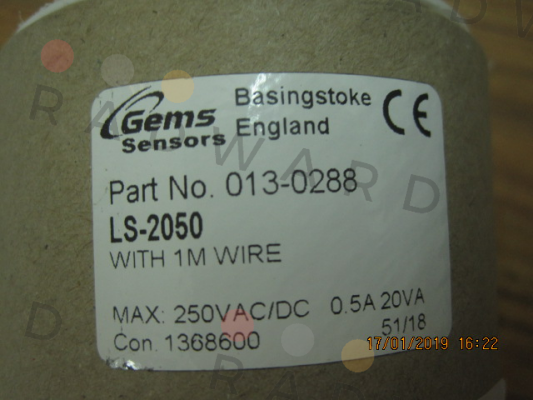 Gems Sensors
Basingstoke
England
CE
Part No. 013-0288
LS-2050
WITH 1M WIRE
MAX: 250VAC/DC 0.5A 20VA
51/18
Con. 1368600
17/01/2019 16:22